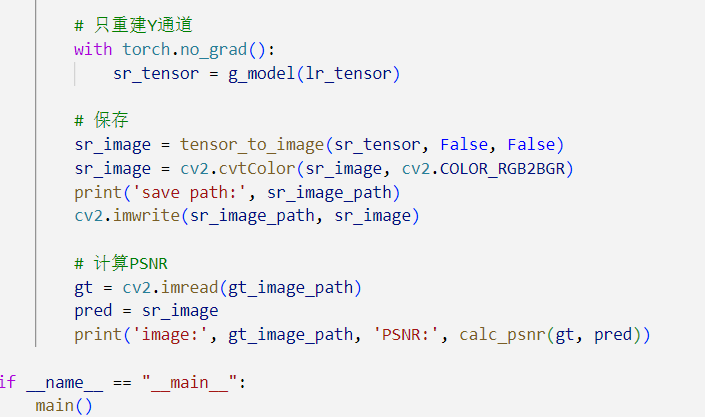 # 只重建Y通道
with torch.no_grad():
sr_tensor = g_model(lr_tensor)
# 保存
sr_image = tensor_to_image(sr_tensor, False, False)
sr_image = cv2.cvtColor(sr_image, cv2.COLOR_RGB2BGR)
print('save path:', sr_image_path)
cv2.imwrite(sr_image_path, sr_image)
# 计算PSNR
gt = cv2.imread(gt_image_path)
pred = sr_image
print('image:', gt_image_path, 'PSNR:', calc_psnr(gt, pred))
if __name__ == "__main__":
main()